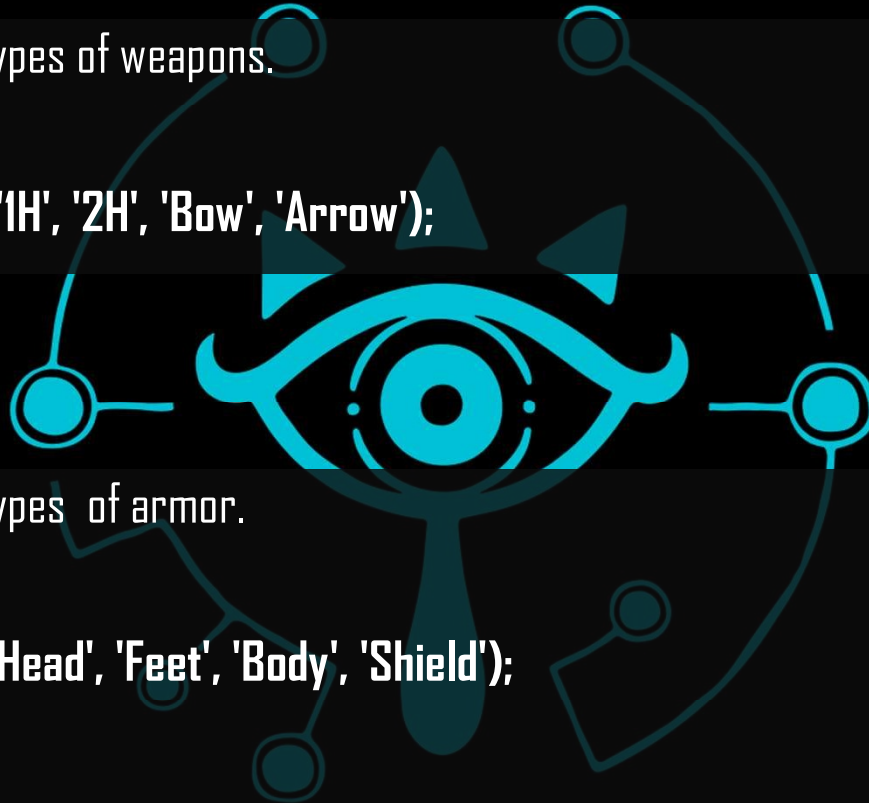 ypes of weapons.
'1H', '2H', 'Bow', 'Arrow');
ypes of armor.
Head', 'Feet', 'Body', 'Shield');